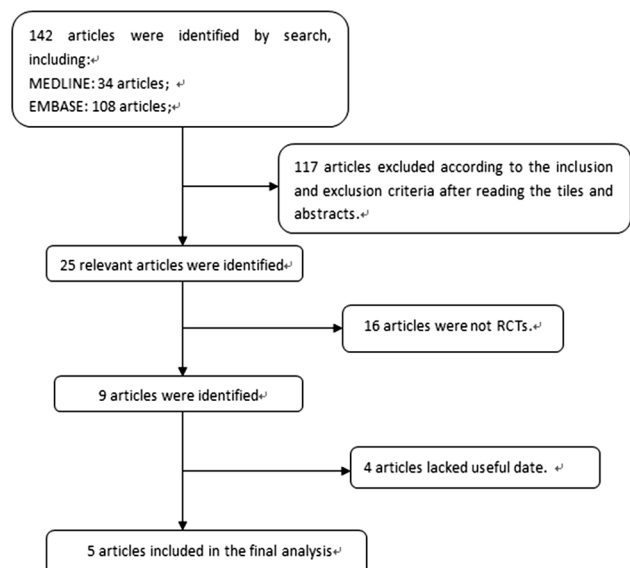 142 articles were identified by search,
including:↵
MEDLINE: 34 articles; ↵
EMBASE: 108 articles;↵
117 articles excluded according to the inclusion
and exclusion criteria after reading the tiles and
abstracts.↵
25 relevant articles were identified↵
16 articles were not RCTs.↵
9 articles were identified↵
4 articles lacked useful date. ↵
5 articles included in the final analysis↵